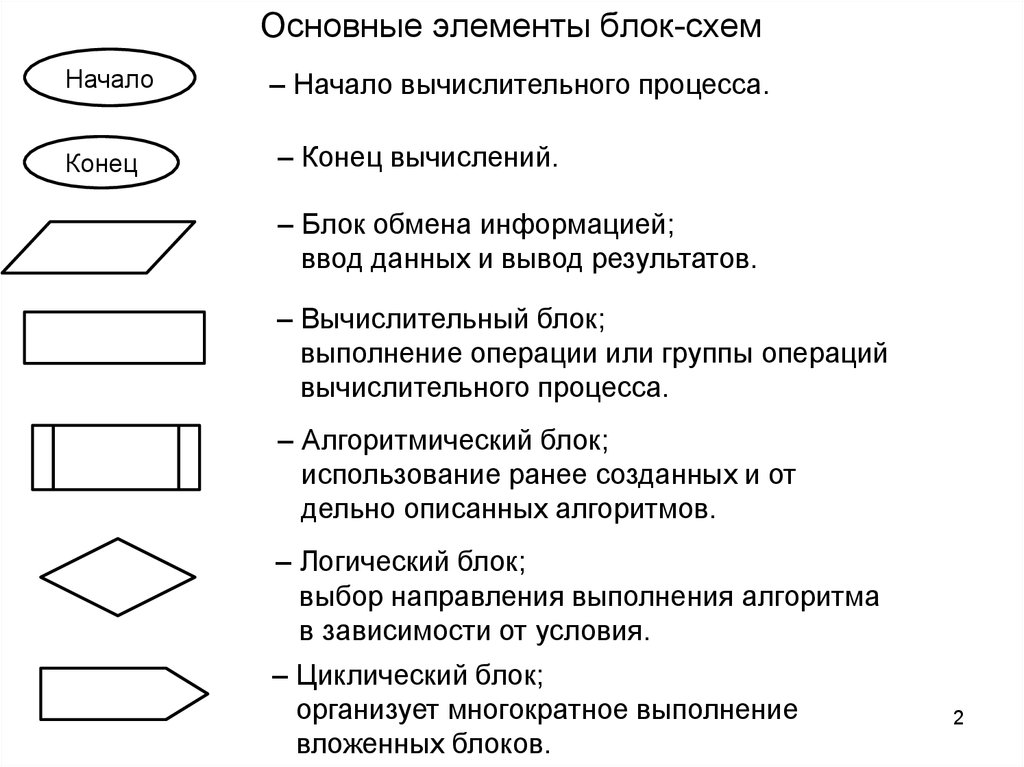 Основные элементы блок-схем
Начало
– Начало вычислительного процесса.
Конец
– Конец вычислений.
– Блок обмена информацией;
ввод данных и вывод результатов.
– Вычислительный блок;
выполнение операции или группы операций
вычислительного процесса.
– Алгоритмический блок;
использование ранее созданных и от
дельно описанных алгоритмов.
– Логический блок;
выбор направления выполнения алгоритма
в зависимости от условия.
– Циклический блок;
организует многократное выполнение
вложенных блоков.
2